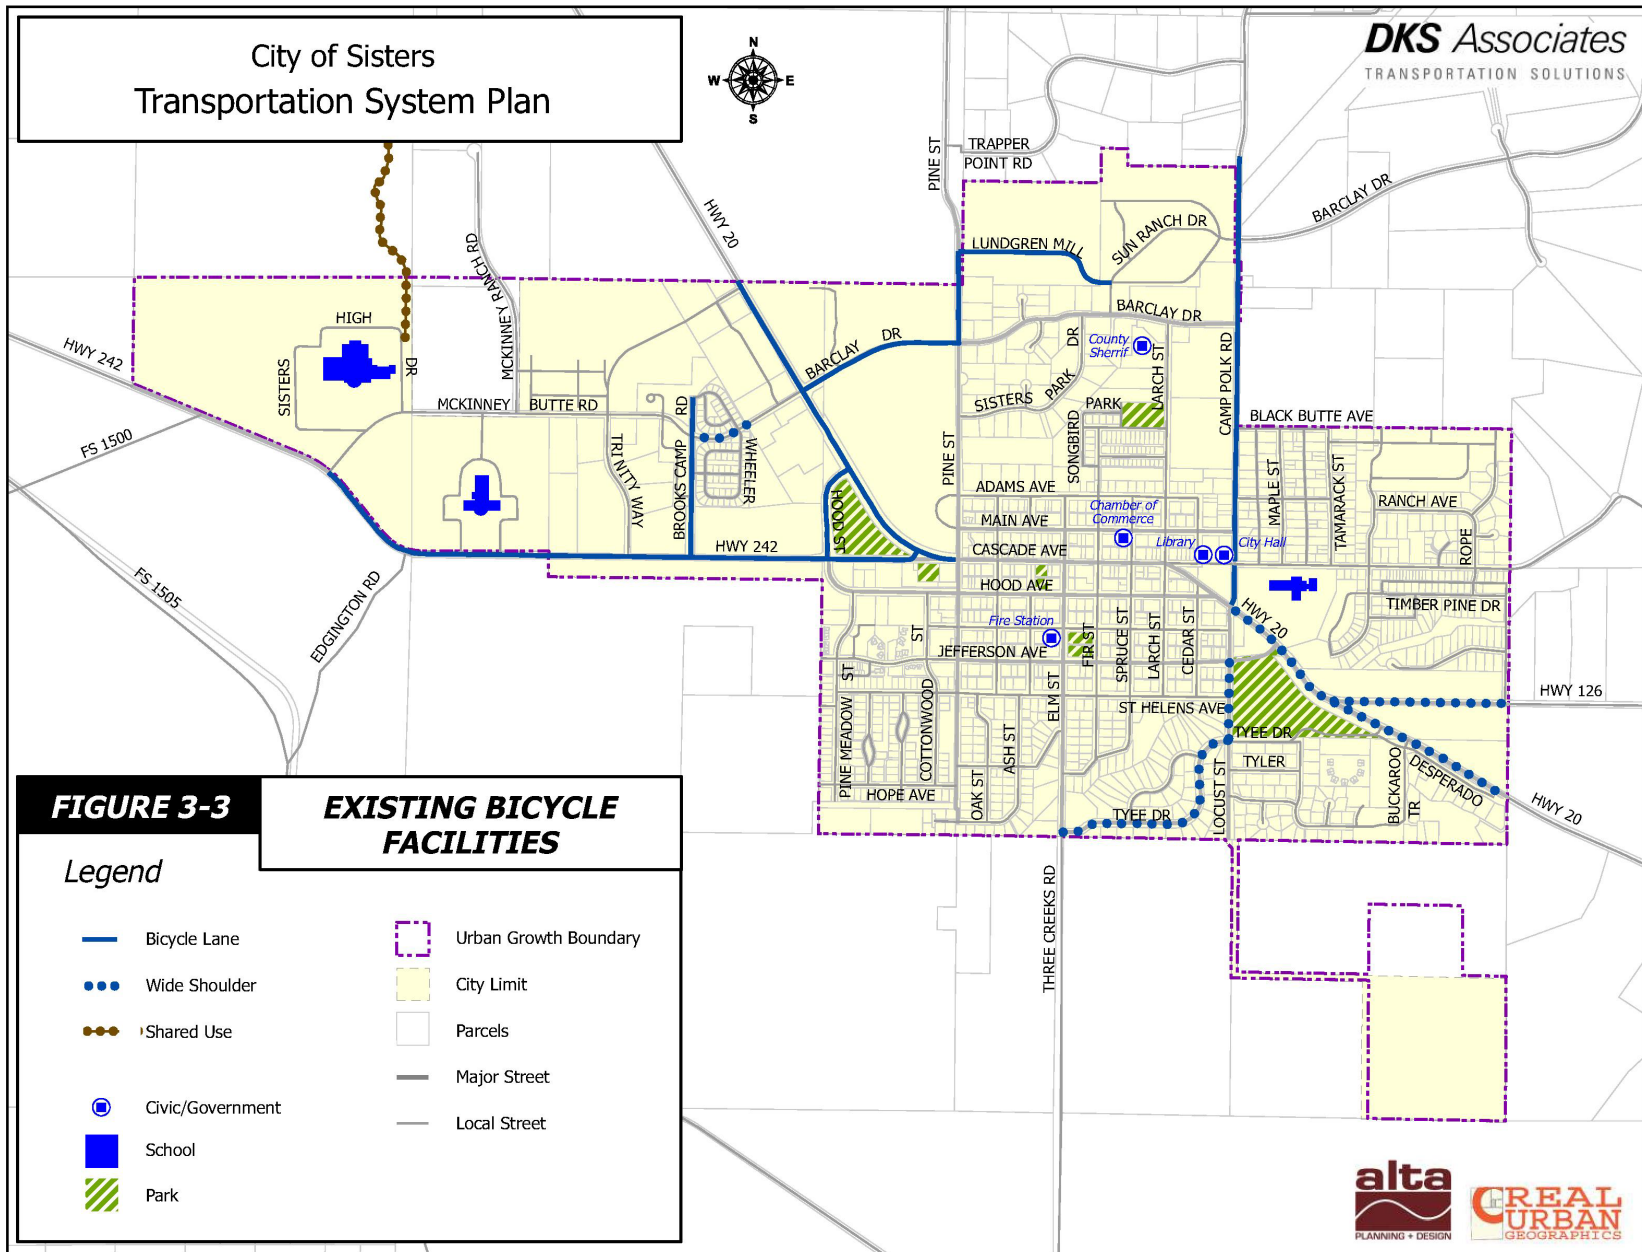 City of Sisters
Transportation System Plan
N
W
E
S
DKS Associates
TRANSPORTATION SOLUTIONS
PINE ST
TRAPPER
POINT RD
BARCLAY DR
HWY 20
LUNDGREN MILL
SUN RANCH DR
MCKINNEY RANCH RD
HIGH
DR
SISTERS
HWY 242
FS 1500
MCKINNEY
BUTTE RD
BARCLAY
DR
BARCLAY DR
County
Sherrif
DR
PARK
SISTERS
LARCH ST
CAMP POLK RD
PARK
SONGBIRD
BLACK BUTTE AVE
RD
BROOKS CAMP
TRINITY WAY
WHEELER
HOOD ST
PINE ST
ADAMS AVE
MAIN AVE
Chamber of
Commerce
CASCADE AVE
Library
City Hall
MAPLE ST
TAMARACK ST
RANCH AVE
ROPE
HWY 242
FS 1505
EDGINGTON RD
HOOD AVE
HWY 20
TIMBER PINE DR
Fire Station
JEFFERSON AVE
ST
ST
PINE MEADOW
COTTONWOOD
ELM ST
FIR ST
SPRUCE ST
LARCH ST
CEDAR ST
ST HELENS AVE
HWY 126
TYEE DR
TYLER
ASH ST
OAK ST
HOPE AVE
TYEE DR
LOCUST ST
BUCKAROO
TR
DESPERADO
HWY 20
THREE CREEKS RD
FIGURE 3-3
EXISTING BICYCLE
FACILITIES
Legend
Bicycle Lane
Wide Shoulder
Shared Use
Civic/Government
School
Park
Urban Growth Boundary
City Limit
Parcels
Major Street
Local Street
alta
PLANNING + DESIGN
CREAL
URBAN
GEOGRAPHICS